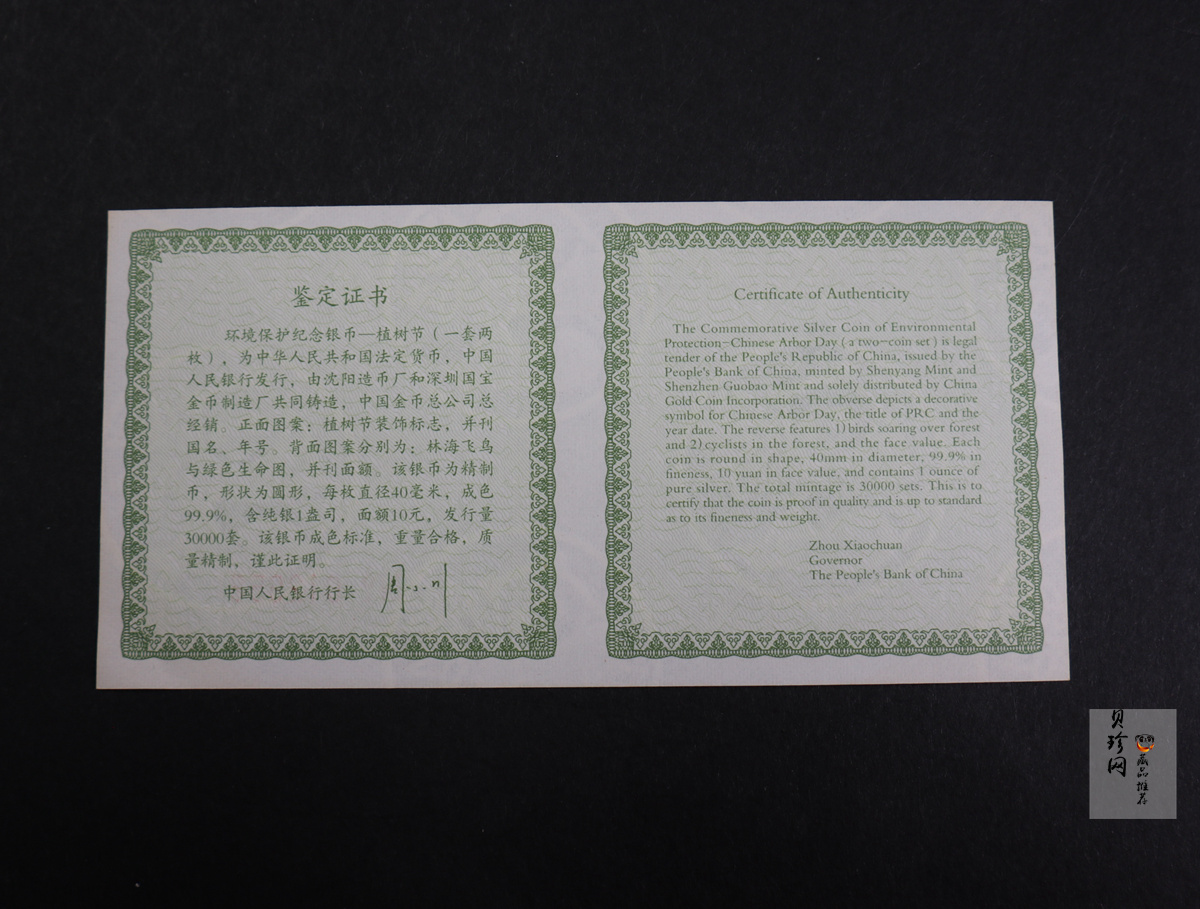 鉴定证书
环境保护纪念银币—植树节（一套两
枚），为中华人民共和国法定货币，中国
人民银行发行，由沈阳造币厂和深圳国宝
金币制造厂共同铸造，中国金币总公司总
经销。正面图案：植树节装饰标志，并刊
国名、年号。背面图案分别为：林海飞鸟
与绿色生命图，并刊面额。该银币为精制
币，形状为圆形，每枚直径40毫米，成色
99.9%，含纯银1盎司，面额10元，发行量
30000套。该银币成色标准，重量合格，质
量精制，谨此证明。
中国人民银行行长 周小川
Certificate of Authenticity
The Commemorative Silver Coin of Environmental
Protection—Chinese Arbor Day ( a two-coin set ) is legal
tender of the People's Republic of China, issued by the
People's Bank of China, minted by Shenyang Mint and
Shenzhen Guobao Mint and solely distributed by China
Gold Coin Incorporation. The obverse depicts a decorative
symbol for Chinese Arbor Day, the title of PRC and the
year date. The reverse features 1) birds soaring over forest
and 2) cyclists in the forest, and the face value. Each
coin is round in shape, 40mm in diameter, 99.9% in
fineness, 10 yuan in face value, and contains 1 ounce of
pure silver. The total mintage is 30000 sets. This is to
certify that the coin is proof in quality and is up to standard
as to its fineness and weight.
Zhou Xiaochuan
Governor
The People's Bank of China
贝珍网
藏品推荐